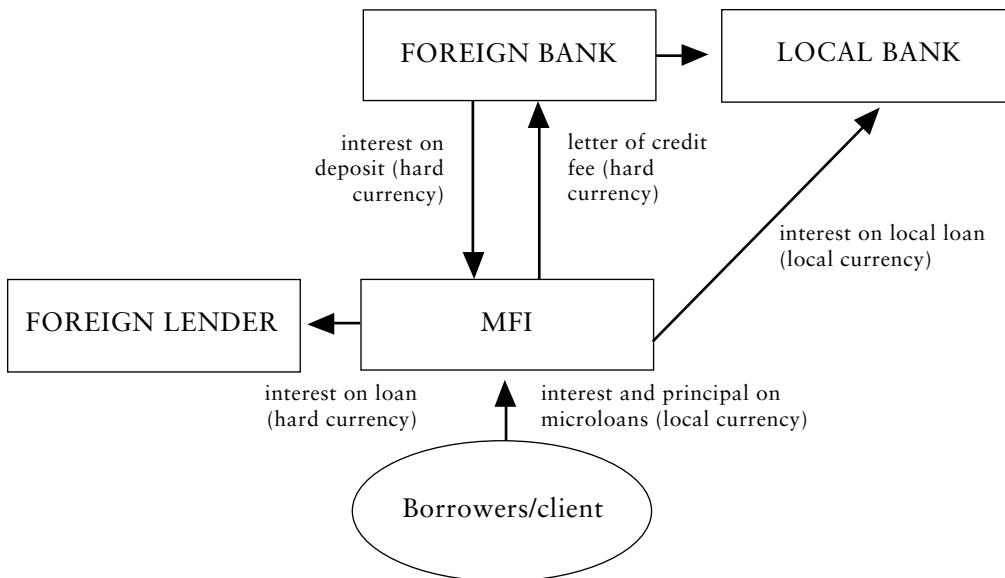 FOREIGN BANK
LOCAL BANK
interest on
deposit (hard
currency)
letter of credit
fee (hard
currency)
interest on local loan
(local currency)
FOREIGN LENDER
MFI
interest on loan
(hard currency)
interest and principal on
microloans (local currency)
Borrowers/client